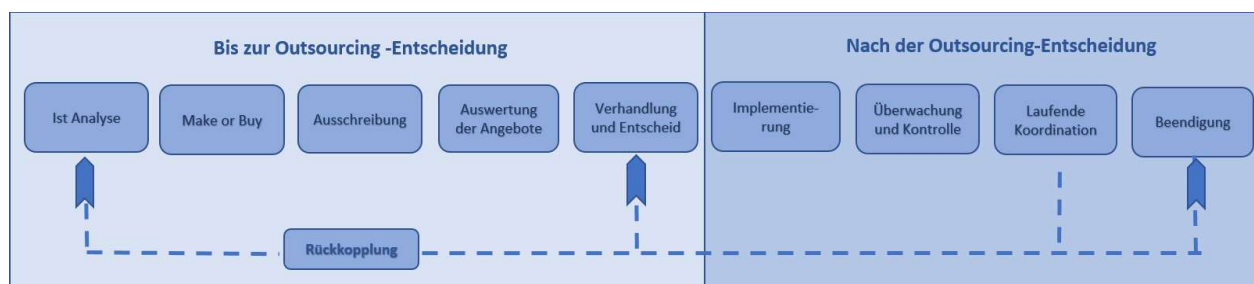 Bis zur Outsourcing -Entscheidung
Nach der Outsourcing-Entscheidung
Ist Analyse
Make or Buy
Ausschreibung
Auswertung
der Angebote
Verhandlung
und Entscheid
Implementie-
rung
Überwachung
und Kontrolle
Laufende
Koordination
Beendigung
Rückkopplung